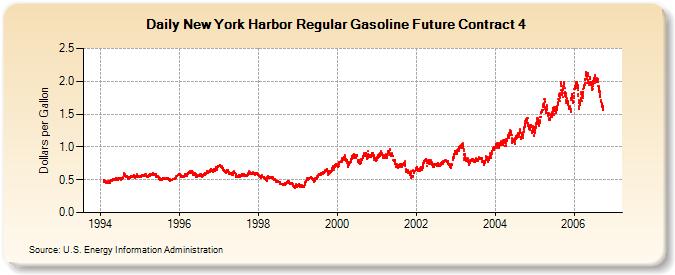 Daily New York Harbor Regular Gasoline Future Contract 4
Dollars per Gallon
2.5
2.0
1.5
1.0
0.5
0.0
1994 1996 1998 2000 2002 2004 2006
Source: U.S. Energy Information Administration